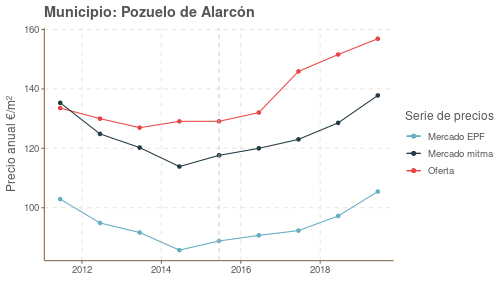 Municipio: Pozuelo de Alarcón
Precio anual €/m²
160
140
120
100
2012
2014
2016
2018
Serie de precios
Mercado EPF
Mercado mitma
Oferta